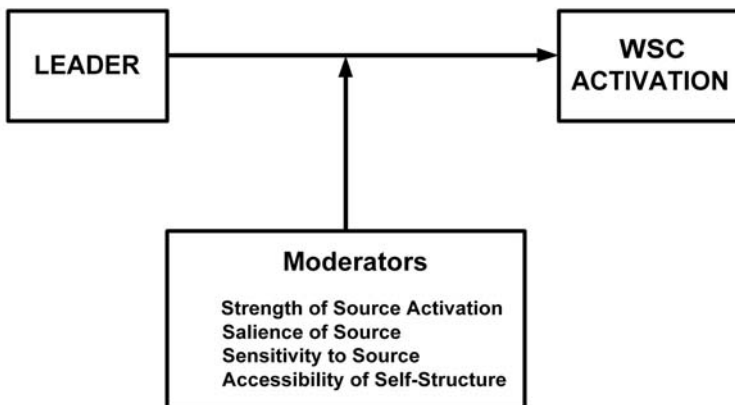 LEADER
WSC
ACTIVATION
Moderators
Strength of Source Activation
Salience of Source
Sensitivity to Source
Accessibility of Self-Structure